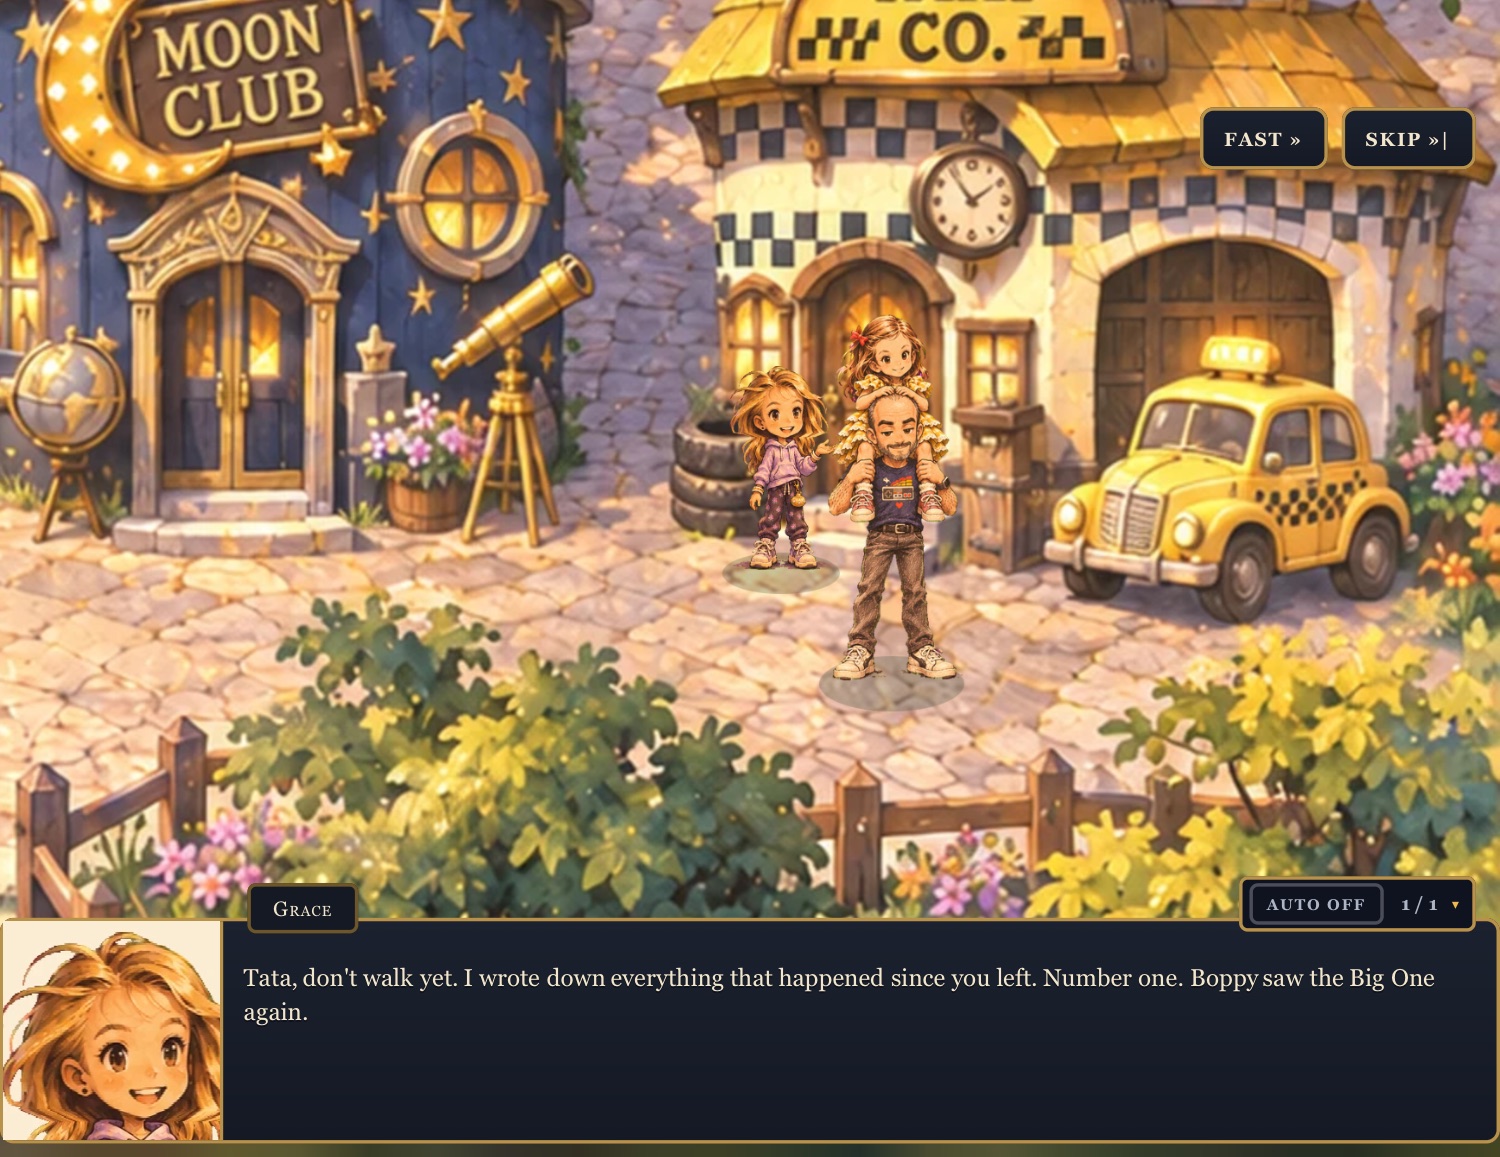 MOON
CLUB
CO.
FAST »
SKIP »|
GRACE
AUTO OFF
1 / 1 ▾
Tata, don't walk yet. I wrote down everything that happened since you left. Number one. Boppy saw the Big One
again.